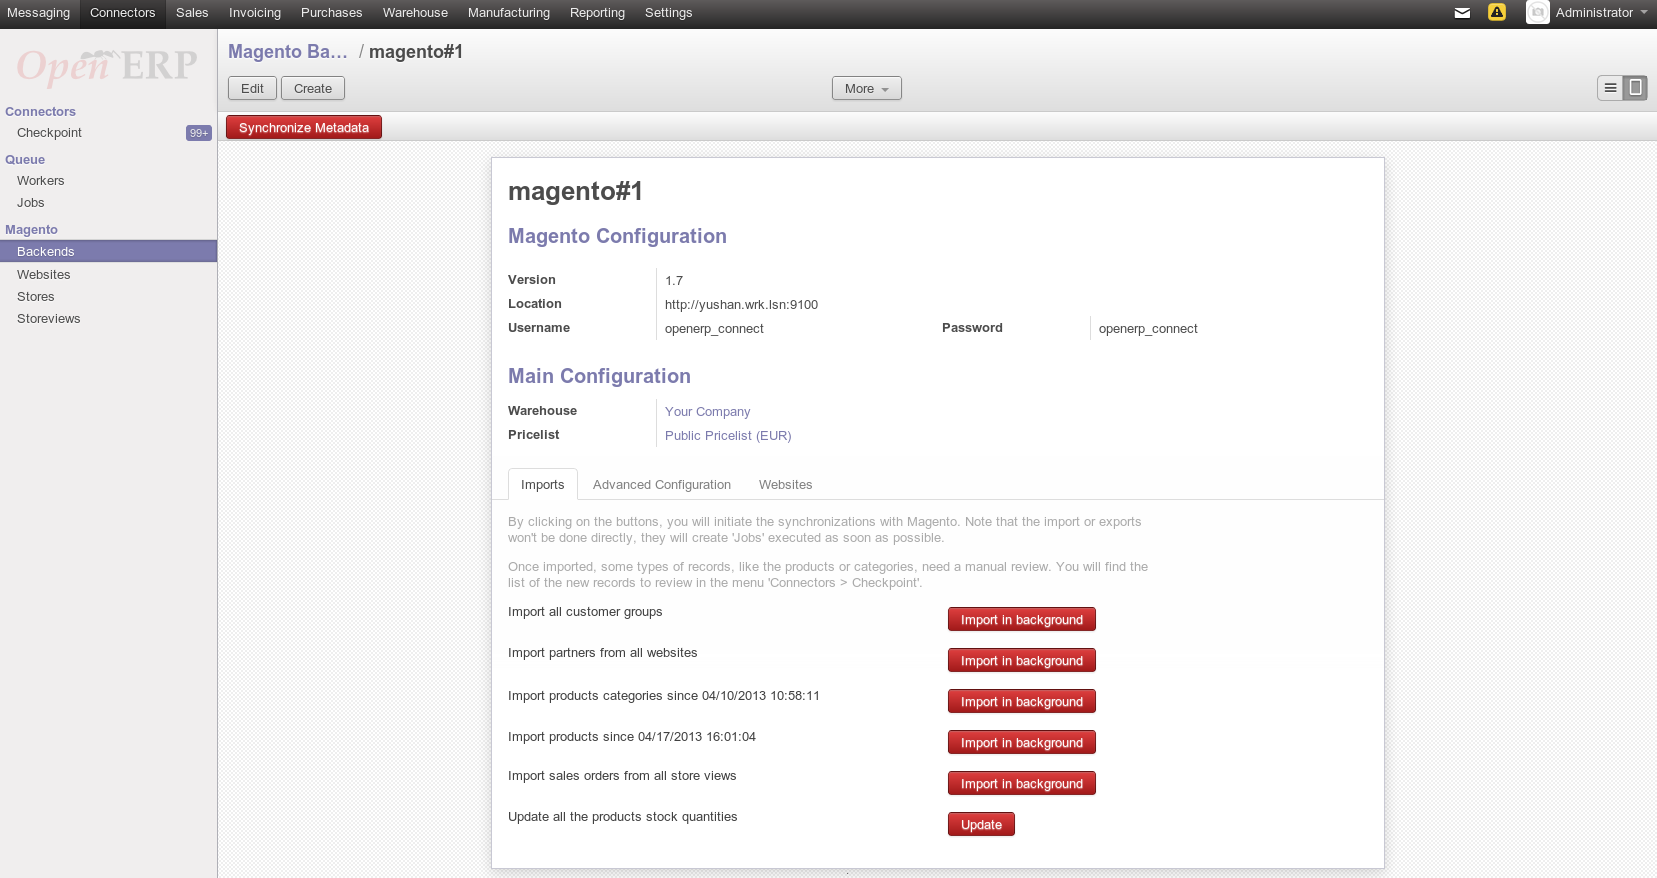 Messaging Connectors Sales Invoicing Purchases Warehouse Manufacturing Reporting Settings Administrator
Open ERP
Connectors
Checkpoint 99+
Queue
Workers
Jobs
Magento
Backends
Websites
Stores
Storeviews
Magento Ba... / magento#1
Edit Create More
Synchronize Metadata
magento#1
Magento Configuration
Version 1.7
Location http://yushan.wrk.lsn:9100
Username openerp_connect Password openerp_connect
Main Configuration
Warehouse Your Company
Pricelist Public Pricelist (EUR)
Imports Advanced Configuration Websites
By clicking on the buttons, you will initiate the synchronizations with Magento. Note that the import or exports
won't be done directly, they will create 'Jobs' executed as soon as possible.
Once imported, some types of records, like the products or categories, need a manual review. You will find the
list of the new records to review in the menu 'Connectors > Checkpoint'.
Import all customer groups Import in background
Import partners from all websites Import in background
Import products categories since 04/10/2013 10:58:11 Import in background
Import products since 04/17/2013 16:01:04 Import in background
Import sales orders from all store views Import in background
Update all the products stock quantities Update